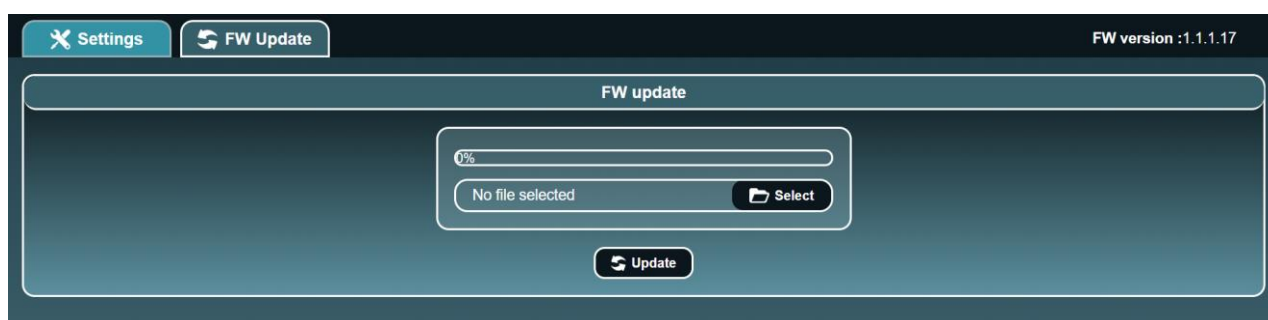 Settings
FW Update
FW version :1.1.1.17
FW update
0%
No file selected
Select
Update